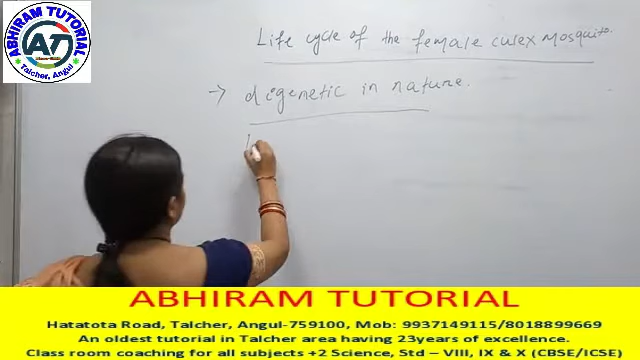 ABHIRAM TUTORIAL
AT
Talcher, Angul
Life cycle of the female culex Mosquito.
→ digenetic in nature.
ABHIRAM TUTORIAL
Hatatota Road, Talcher, Angul-759100, Mob: 9937149115/8018899669
An oldest tutorial in Talcher area having 23years of excellence.
Class room coaching for all subjects +2 Science, Std – VIII, IX & X (CBSE/ICSE)